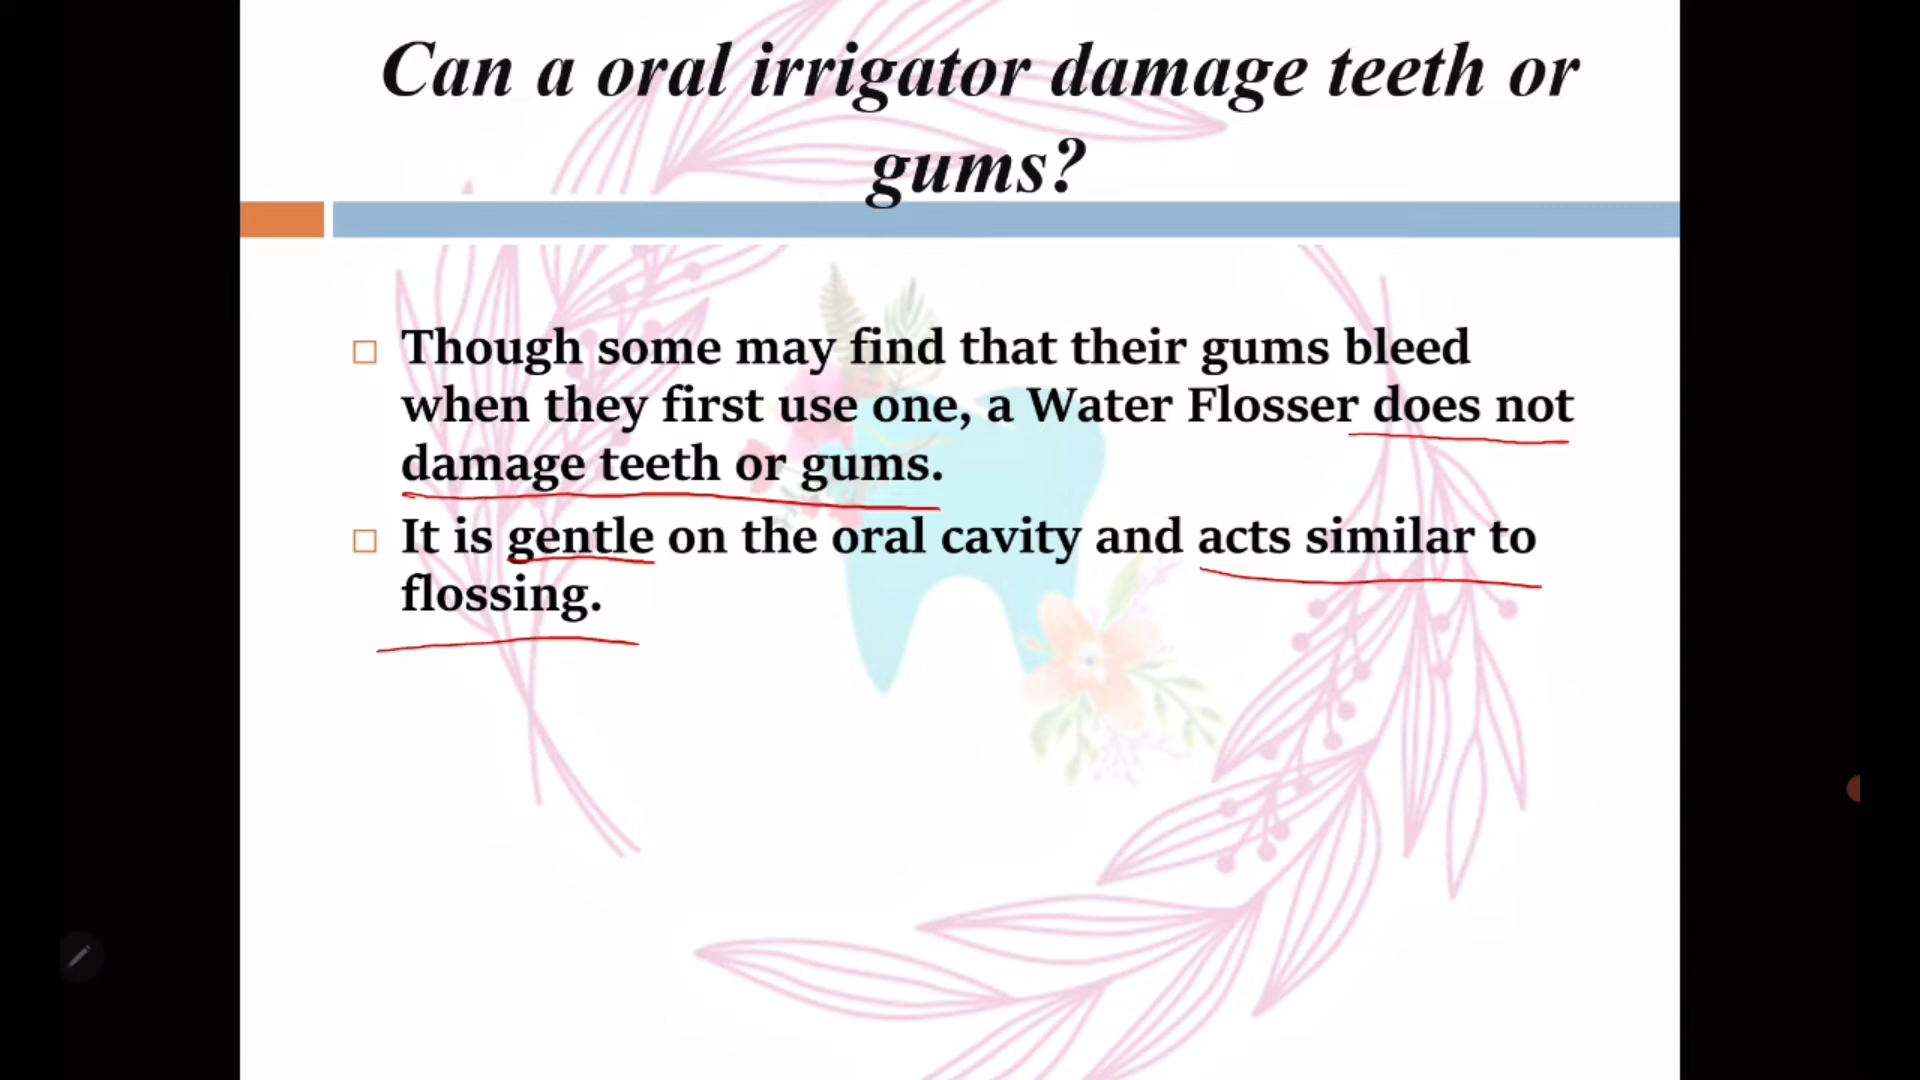 Can a oral irrigator damage teeth or
gums?
Though some may find that their gums bleed
when they first use one, a Water Flosser does not
damage teeth or gums.
It is gentle on the oral cavity and acts similar to
flossing.